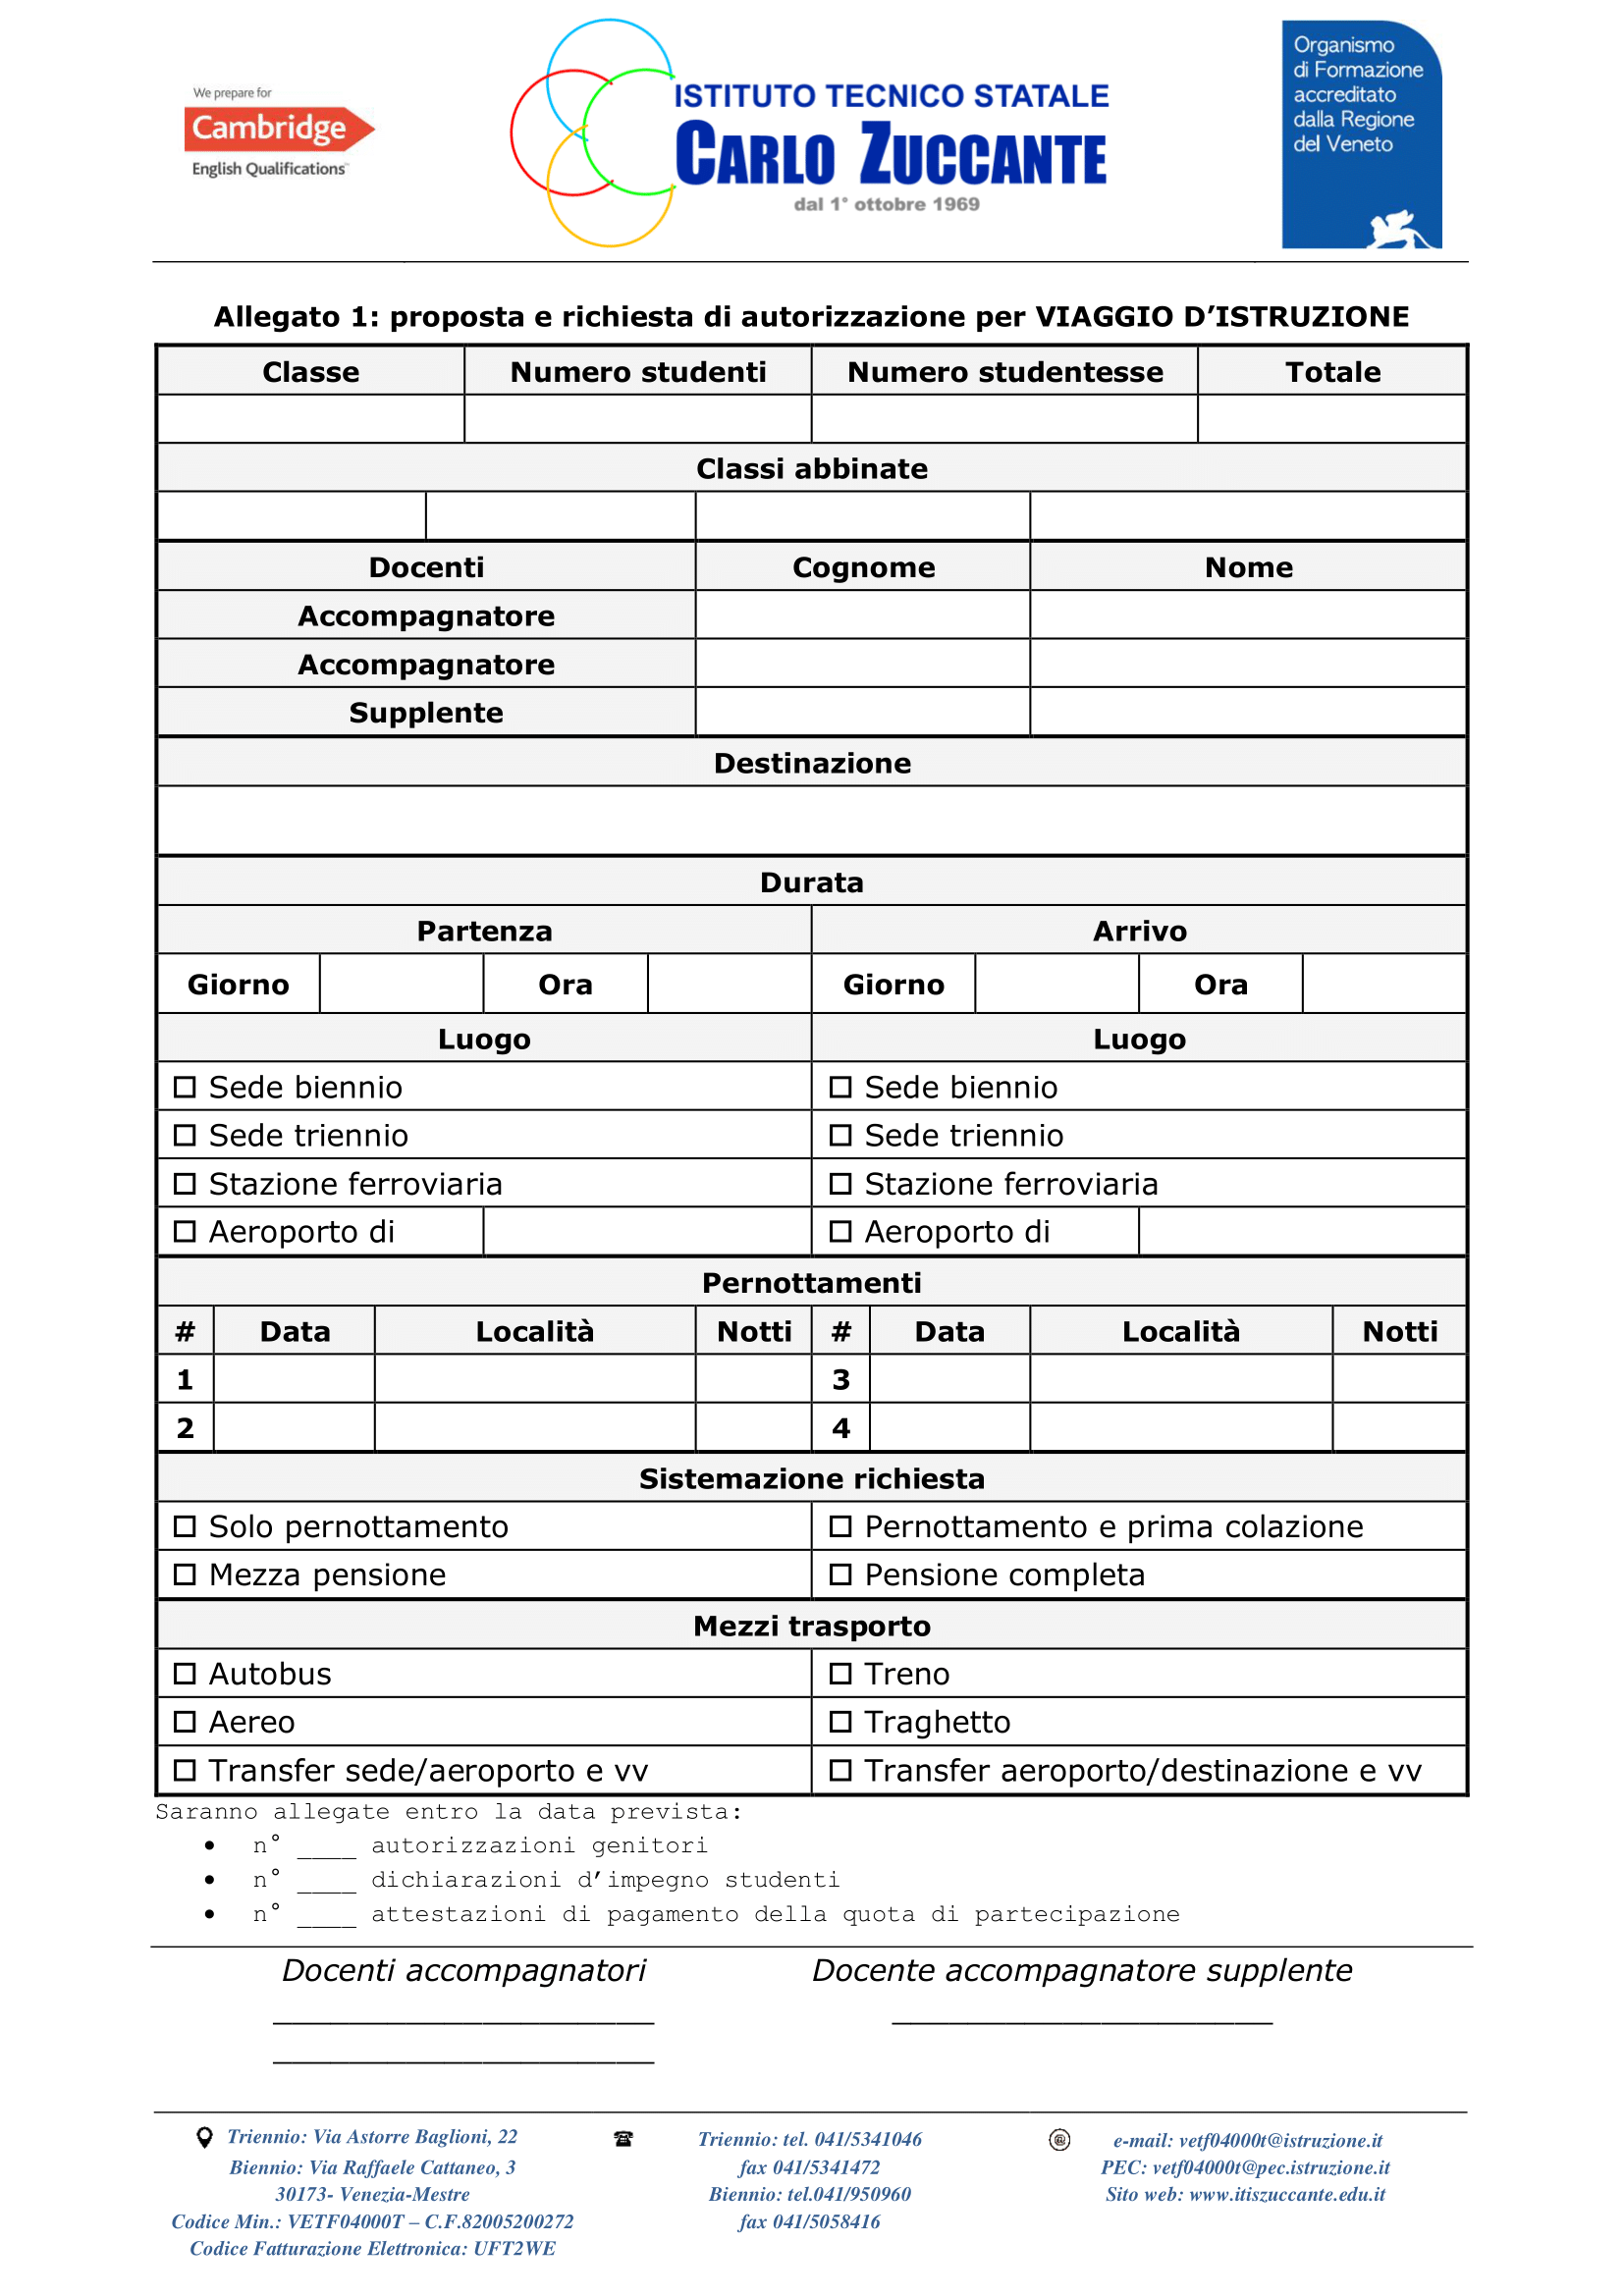 We prepare for
Cambridge
English Qualifications™
ISTITUTO TECNICO STATALE
CARLO ZUCCANTE
dal 1° ottobre 1969
Organismo
di Formazione
accreditato
dalla Regione
del Veneto
Allegato 1: proposta e richiesta di autorizzazione per VIAGGIO D’ISTRUZIONE
Classe Numero studenti Numero studentesse Totale
Classi abbinate
Docenti Cognome Nome
Accompagnatore
Accompagnatore
Supplente
Destinazione
Durata
Partenza Arrivo
Giorno Ora Giorno Ora
Luogo Luogo
☐ Sede biennio ☐ Sede biennio
☐ Sede triennio ☐ Sede triennio
☐ Stazione ferroviaria ☐ Stazione ferroviaria
☐ Aeroporto di ☐ Aeroporto di
Pernottamenti
# Data Località Notti # Data Località Notti
1 3
2 4
Sistemazione richiesta
☐ Solo pernottamento ☐ Pernottamento e prima colazione
☐ Mezza pensione ☐ Pensione completa
Mezzi trasporto
☐ Autobus ☐ Treno
☐ Aereo ☐ Traghetto
☐ Transfer sede/aeroporto e vv ☐ Transfer aeroporto/destinazione e vv
Saranno allegate entro la data prevista:
• n° ____ autorizzazioni genitori
• n° ____ dichiarazioni d’impegno studenti
• n° ____ attestazioni di pagamento della quota di partecipazione
Docenti accompagnatori Docente accompagnatore supplente
____________________ ____________________
____________________
Triennio: Via Astorre Baglioni, 22 Triennio: tel. 041/5341046 e-mail: vetf04000t@istruzione.it
Biennio: Via Raffaele Cattaneo, 3 fax 041/5341472 PEC: vetf04000t@pec.istruzione.it
30173- Venezia-Mestre Biennio: tel.041/950960 Sito web: www.itiszuccante.edu.it
Codice Min.: VETF04000T – C.F.82005200272 fax 041/5058416
Codice Fatturazione Elettronica: UFT2WE